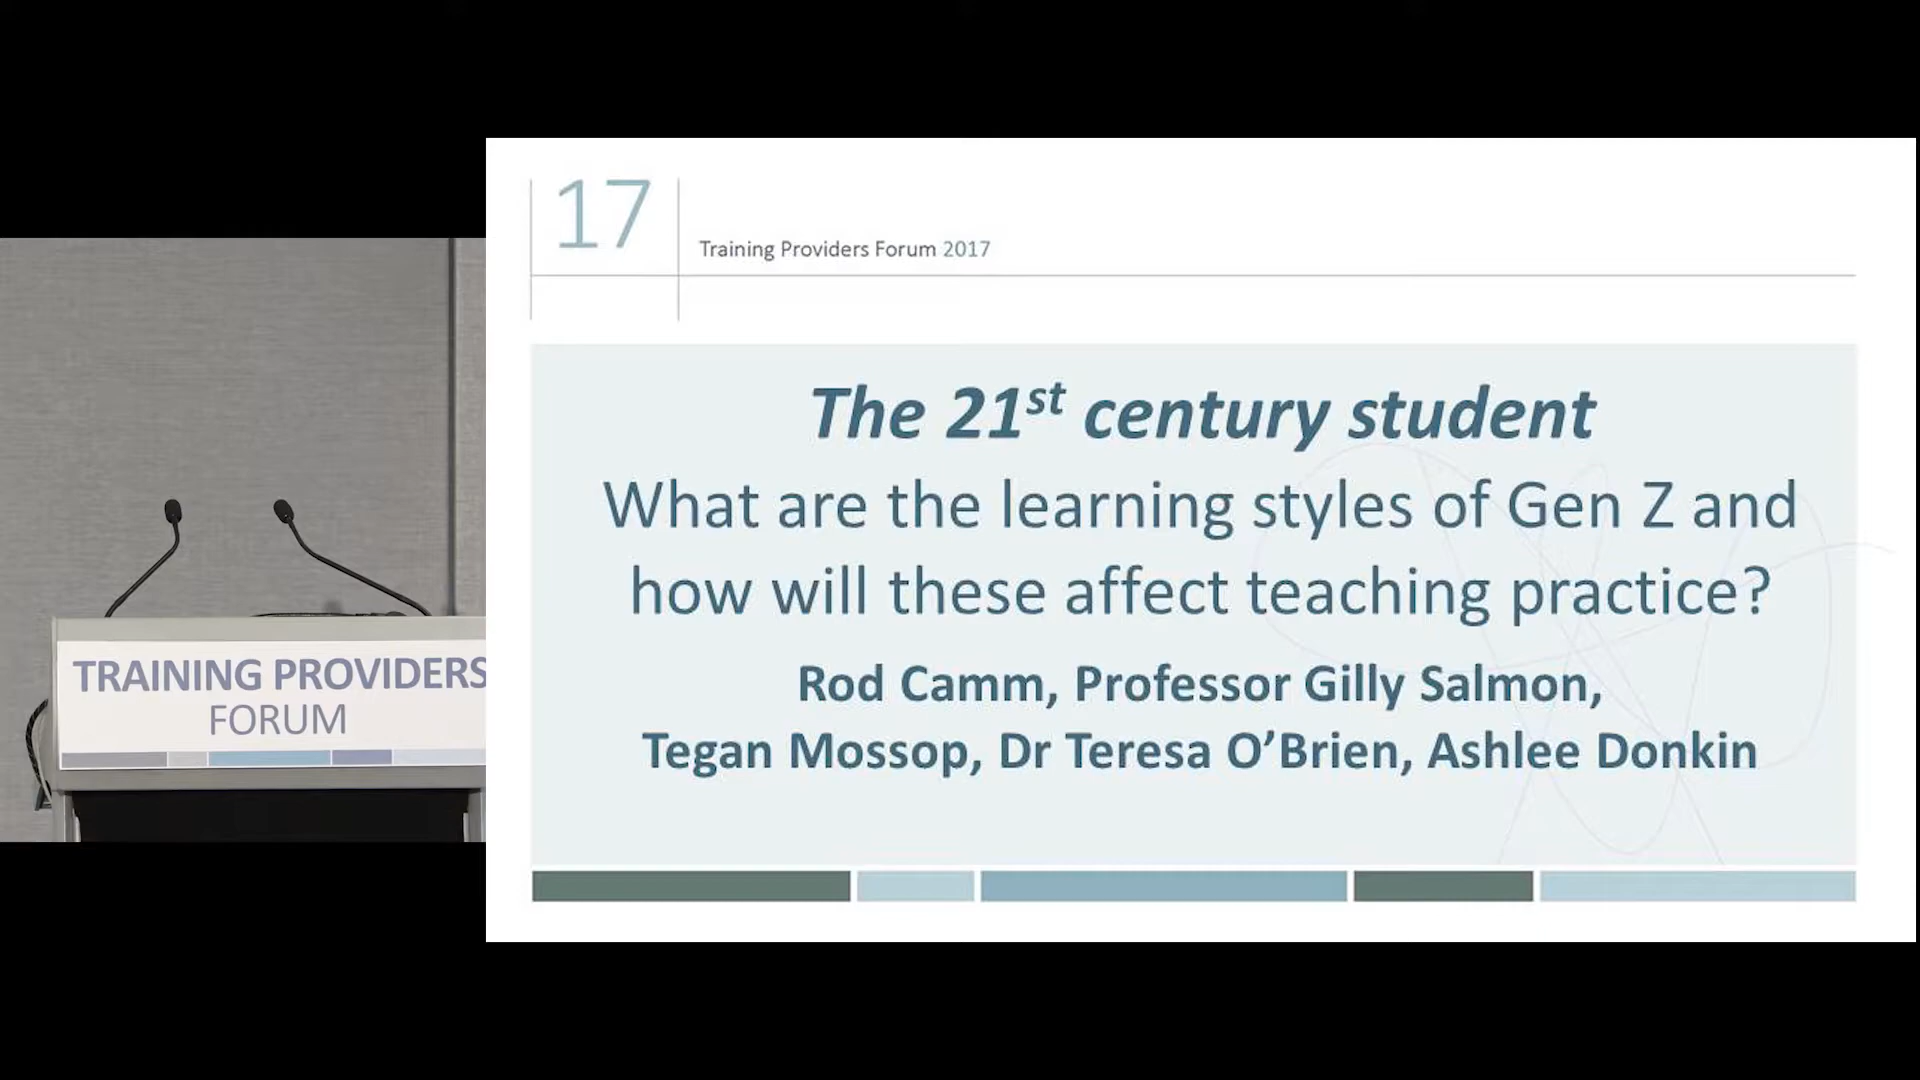 17
Training Providers Forum 2017
The 21st century student
What are the learning styles of Gen Z and
how will these affect teaching practice?
Rod Camm, Professor Gilly Salmon,
Tegan Mossop, Dr Teresa O’Brien, Ashlee Donkin
TRAINING PROVIDERS
FORUM